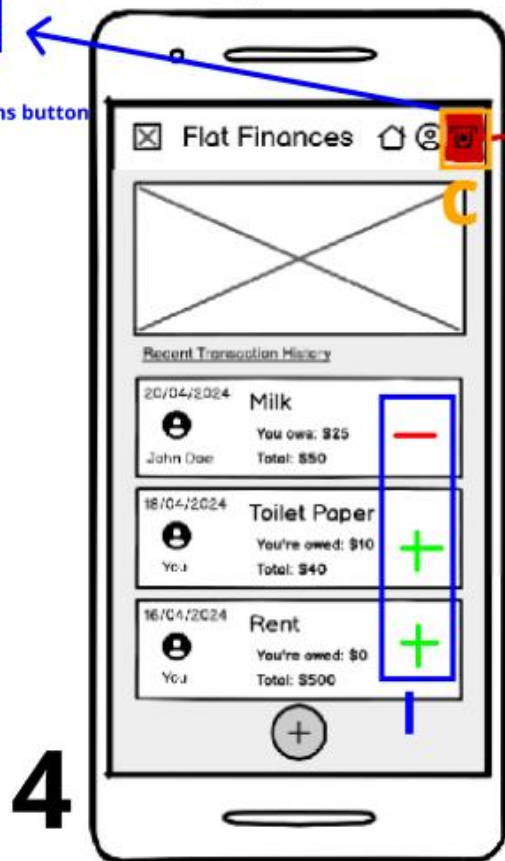 ns button
Flat Finances
C
Recent Transaction History
20/04/2024
Milk
You owe: $25
John Doe
Total: $50
18/04/2024
Toilet Paper
You're owed: $10
You
Total: $40
16/04/2024
Rent
You're owed: $0
You
Total: $500
I
4